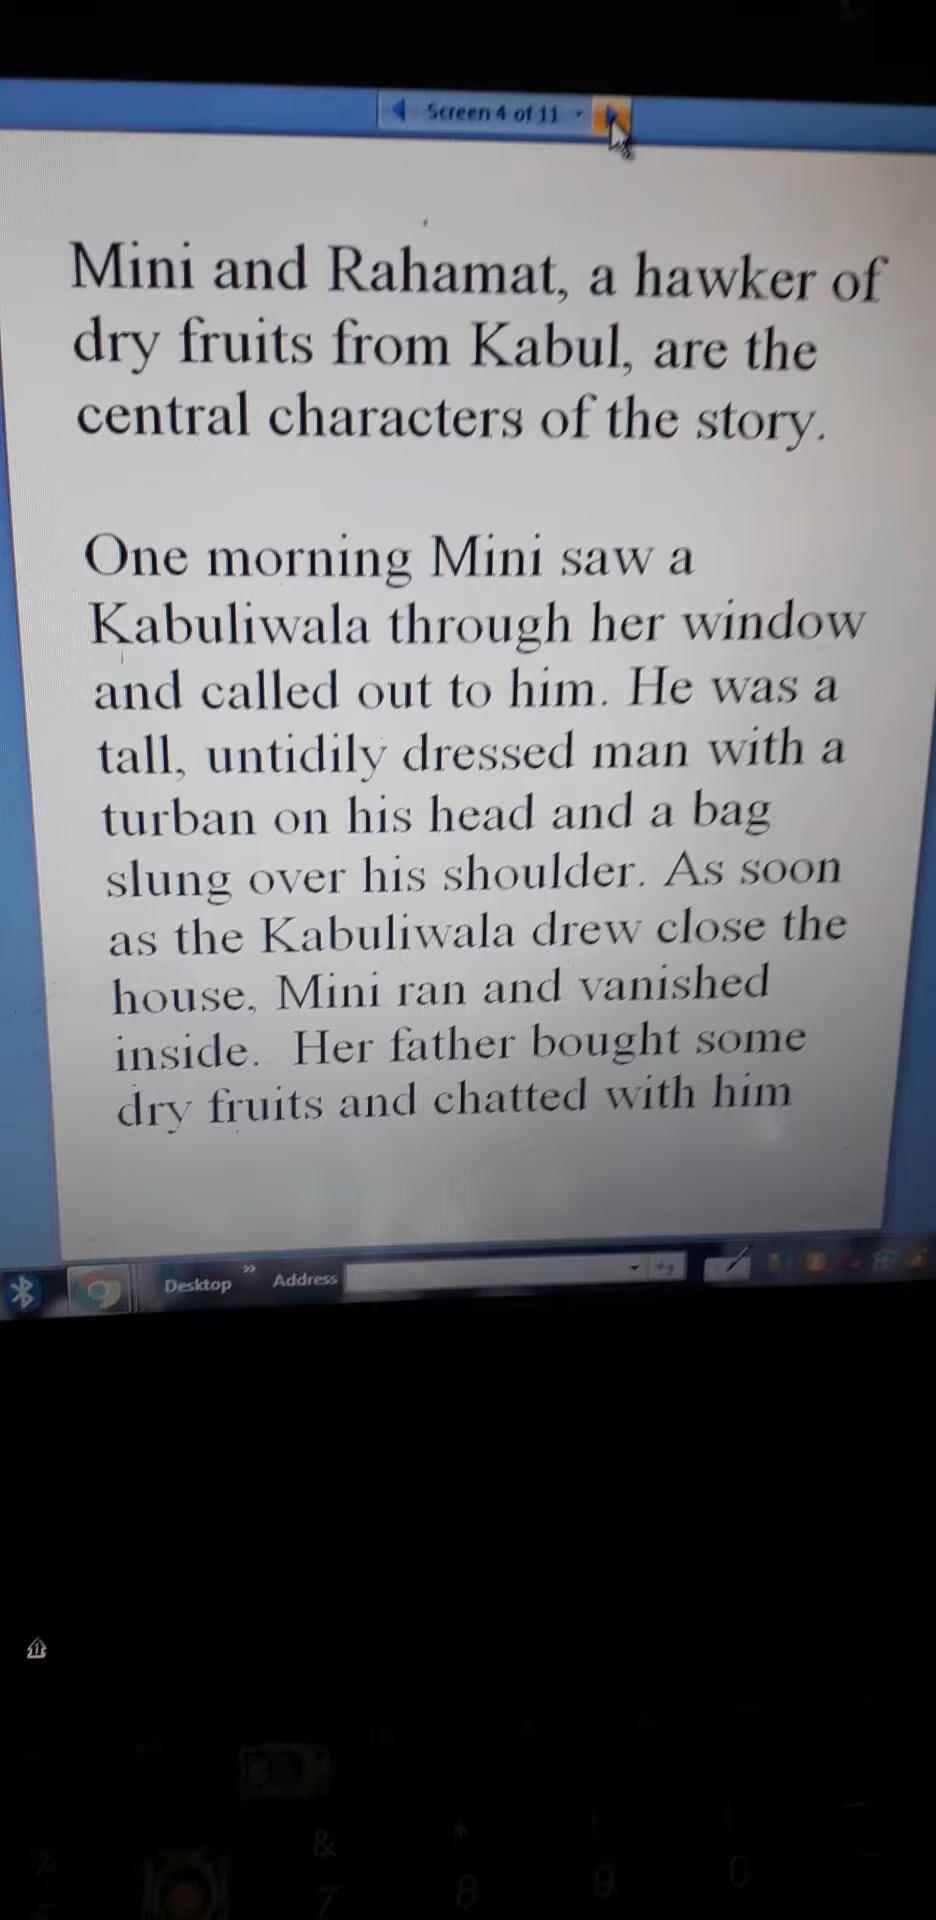 Screen 4 of 11
Mini and Rahamat, a hawker of
dry fruits from Kabul, are the
central characters of the story.
One morning Mini saw a
Kabuliwala through her window
and called out to him. He was a
tall, untidily dressed man with a
turban on his head and a bag
slung over his shoulder. As soon
as the Kabuliwala drew close the
house, Mini ran and vanished
inside. Her father bought some
dry fruits and chatted with him
Desktop » Address
&
7 8 9 0